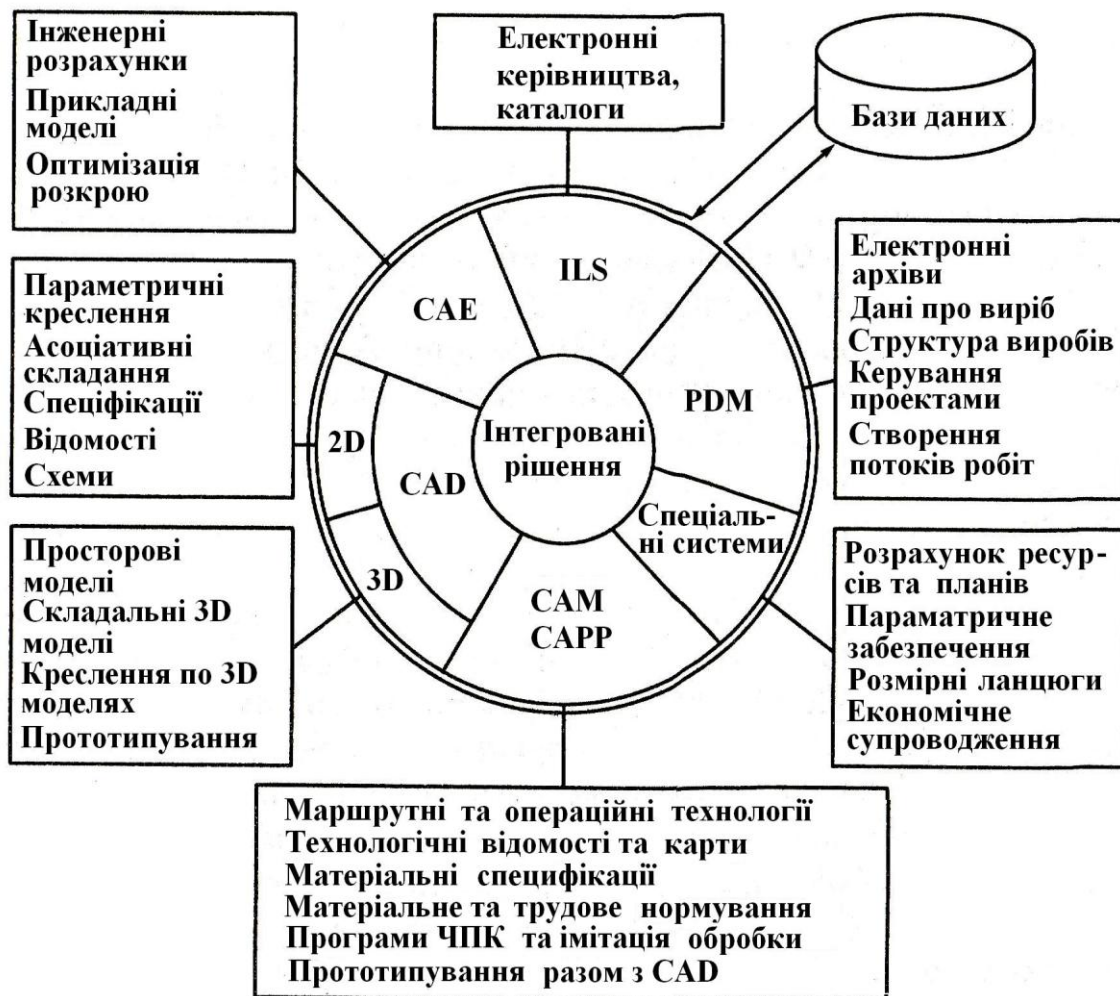 Інженерні
розрахунки
Прикладні
моделі
Оптимізація
розкрою
Електронні
керівництва,
каталоги
Бази даних
Параметричні
креслення
Асоціативні
складання
Спеціфікації
Відомості
Схеми
Електронні
архіви
Дані про виріб
Структура виробів
Керування
проектами
Створення
потоків робіт
ILS
CAE
PDM
2D
CAD
3D
Інтегровані
рішення
Спеціаль-
ні системи
CAM
CAPP
Просторові
моделі
Складальні 3D
моделі
Креслення по 3D
моделях
Прототипування
Розрахунок ресур-
сів та планів
Параматричне
забезпечення
Розмірні ланцюги
Економічне
супроводження
Маршрутні та операційні технології
Технологічні відомості та карти
Матеріальні специфікації
Матеріальне та трудове нормування
Програми ЧПК та імітація обробки
Прототипування разом з CAD